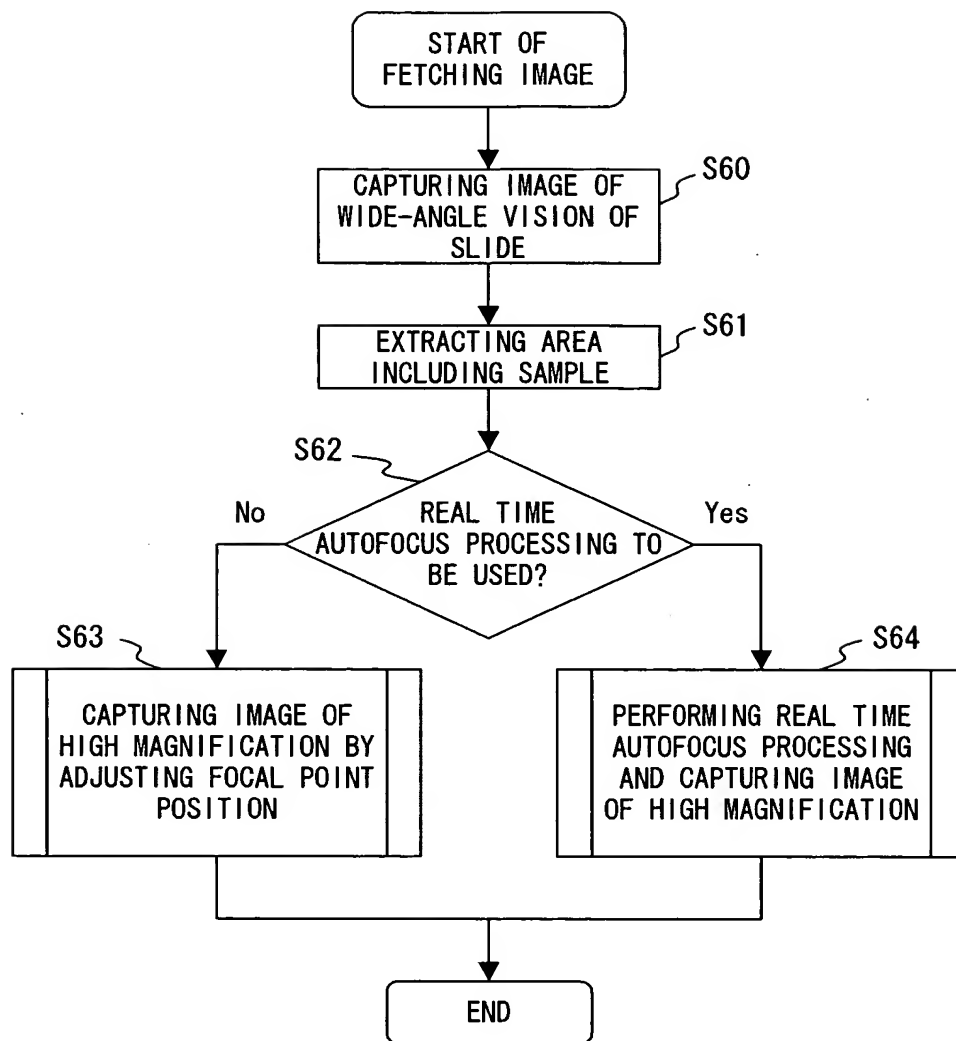 START OF
FETCHING IMAGE
S60
CAPTURING IMAGE OF
WIDE-ANGLE VISION OF
SLIDE
S61
EXTRACTING AREA
INCLUDING SAMPLE
S62
No
REAL TIME
AUTOFOCUS PROCESSING TO
BE USED?
Yes
S63
CAPTURING IMAGE OF
HIGH MAGNIFICATION BY
ADJUSTING FOCAL POINT
POSITION
S64
PERFORMING REAL TIME
AUTOFOCUS PROCESSING
AND CAPTURING IMAGE
OF HIGH MAGNIFICATION
END